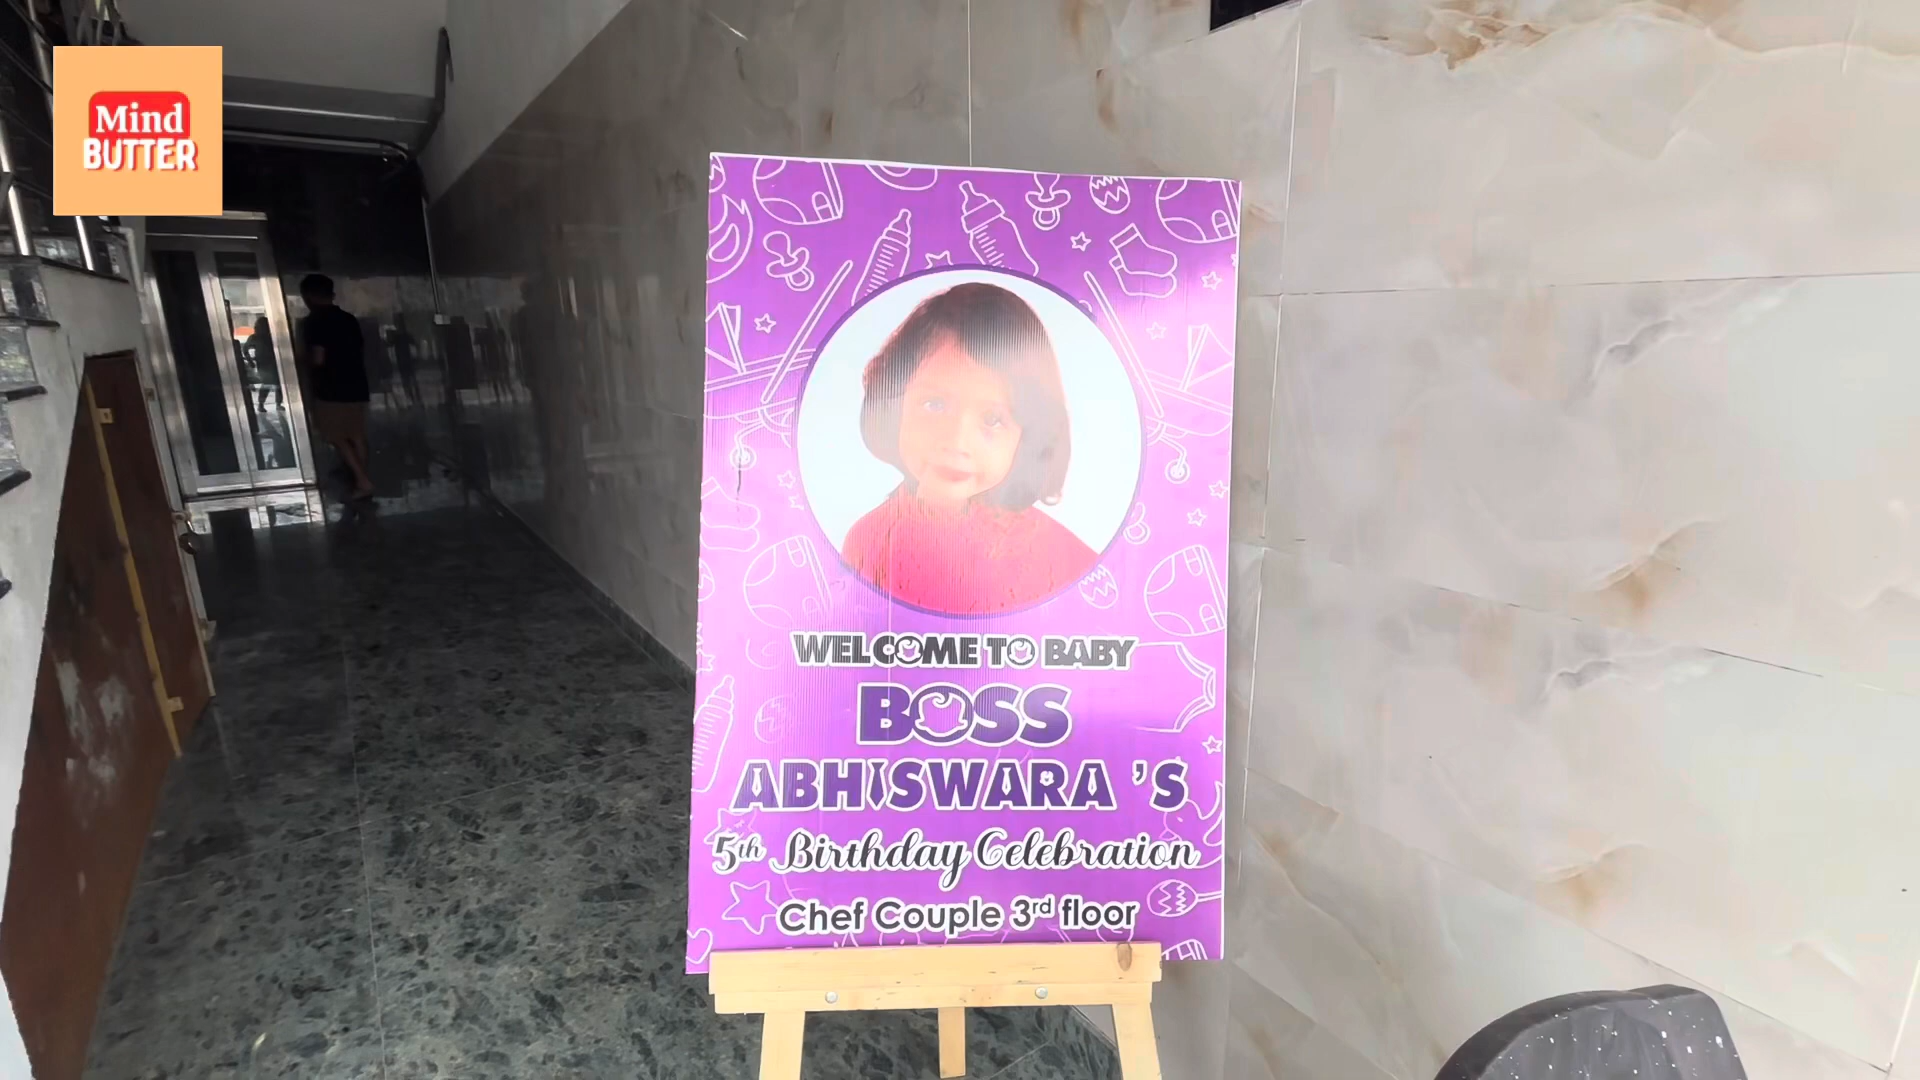 Mind
BUTTER
WELCOME TO BABY
BOSS
ABHISWARA 'S
5th Birthday Celebration
Chef Couple 3rd floor